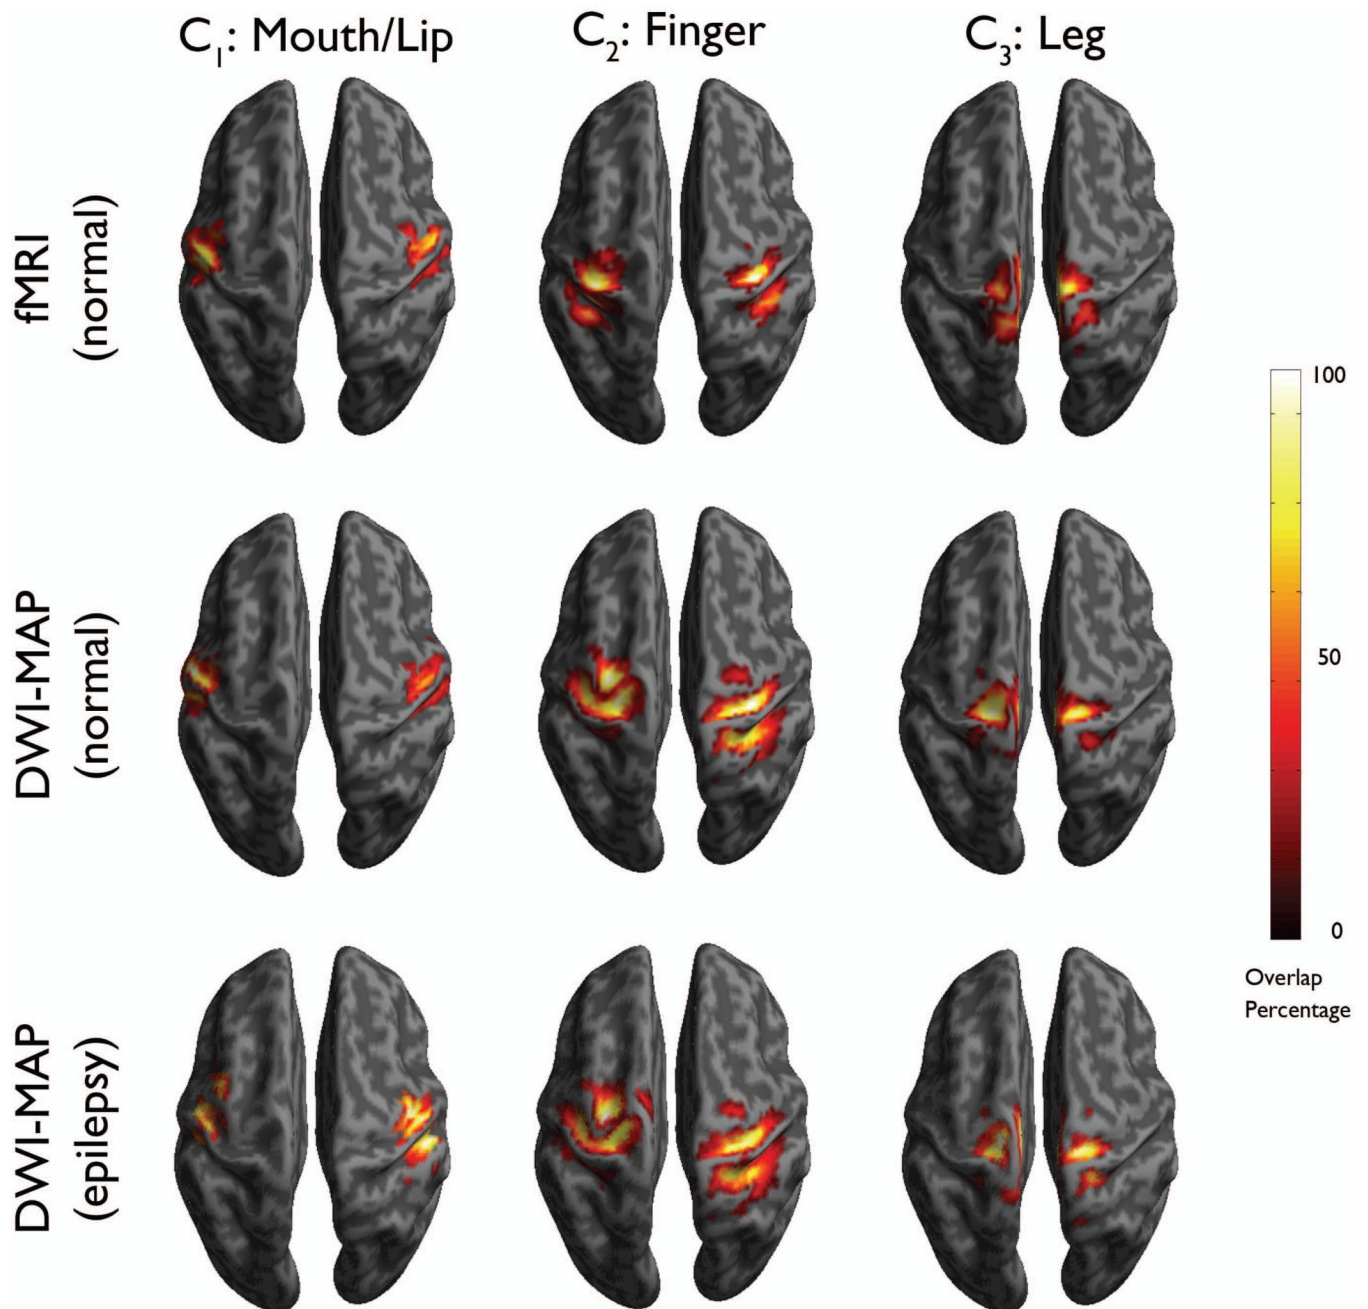 C₁: Mouth/Lip
C₂: Finger
C₃: Leg
fMRI
(normal)
DWI-MAP
(normal)
DWI-MAP
(epilepsy)
100
50
0
Overlap
Percentage